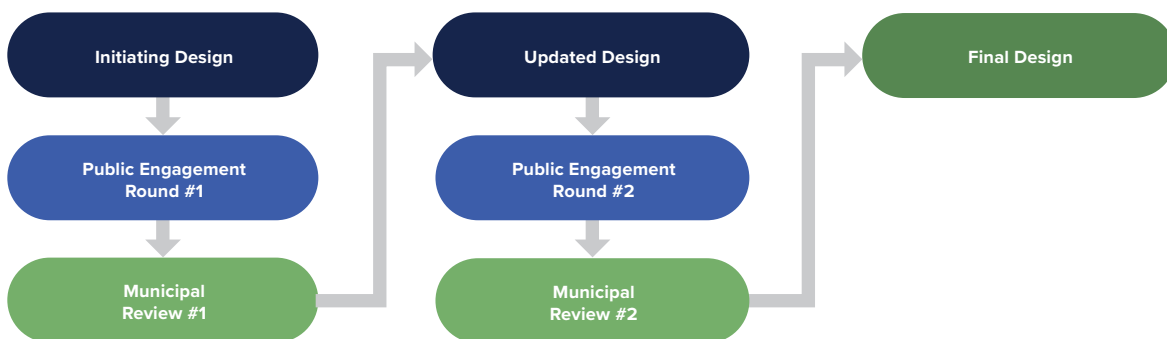 Initiating Design
Public Engagement
Round #1
Municipal
Review #1
Updated Design
Public Engagement
Round #2
Municipal
Review #2
Final Design